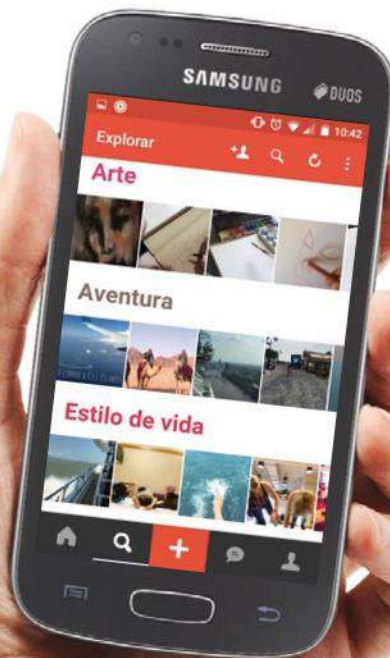 SAMSUNG DUOS
10:42
Explorar
Arte
Aventura
Estilo de vida